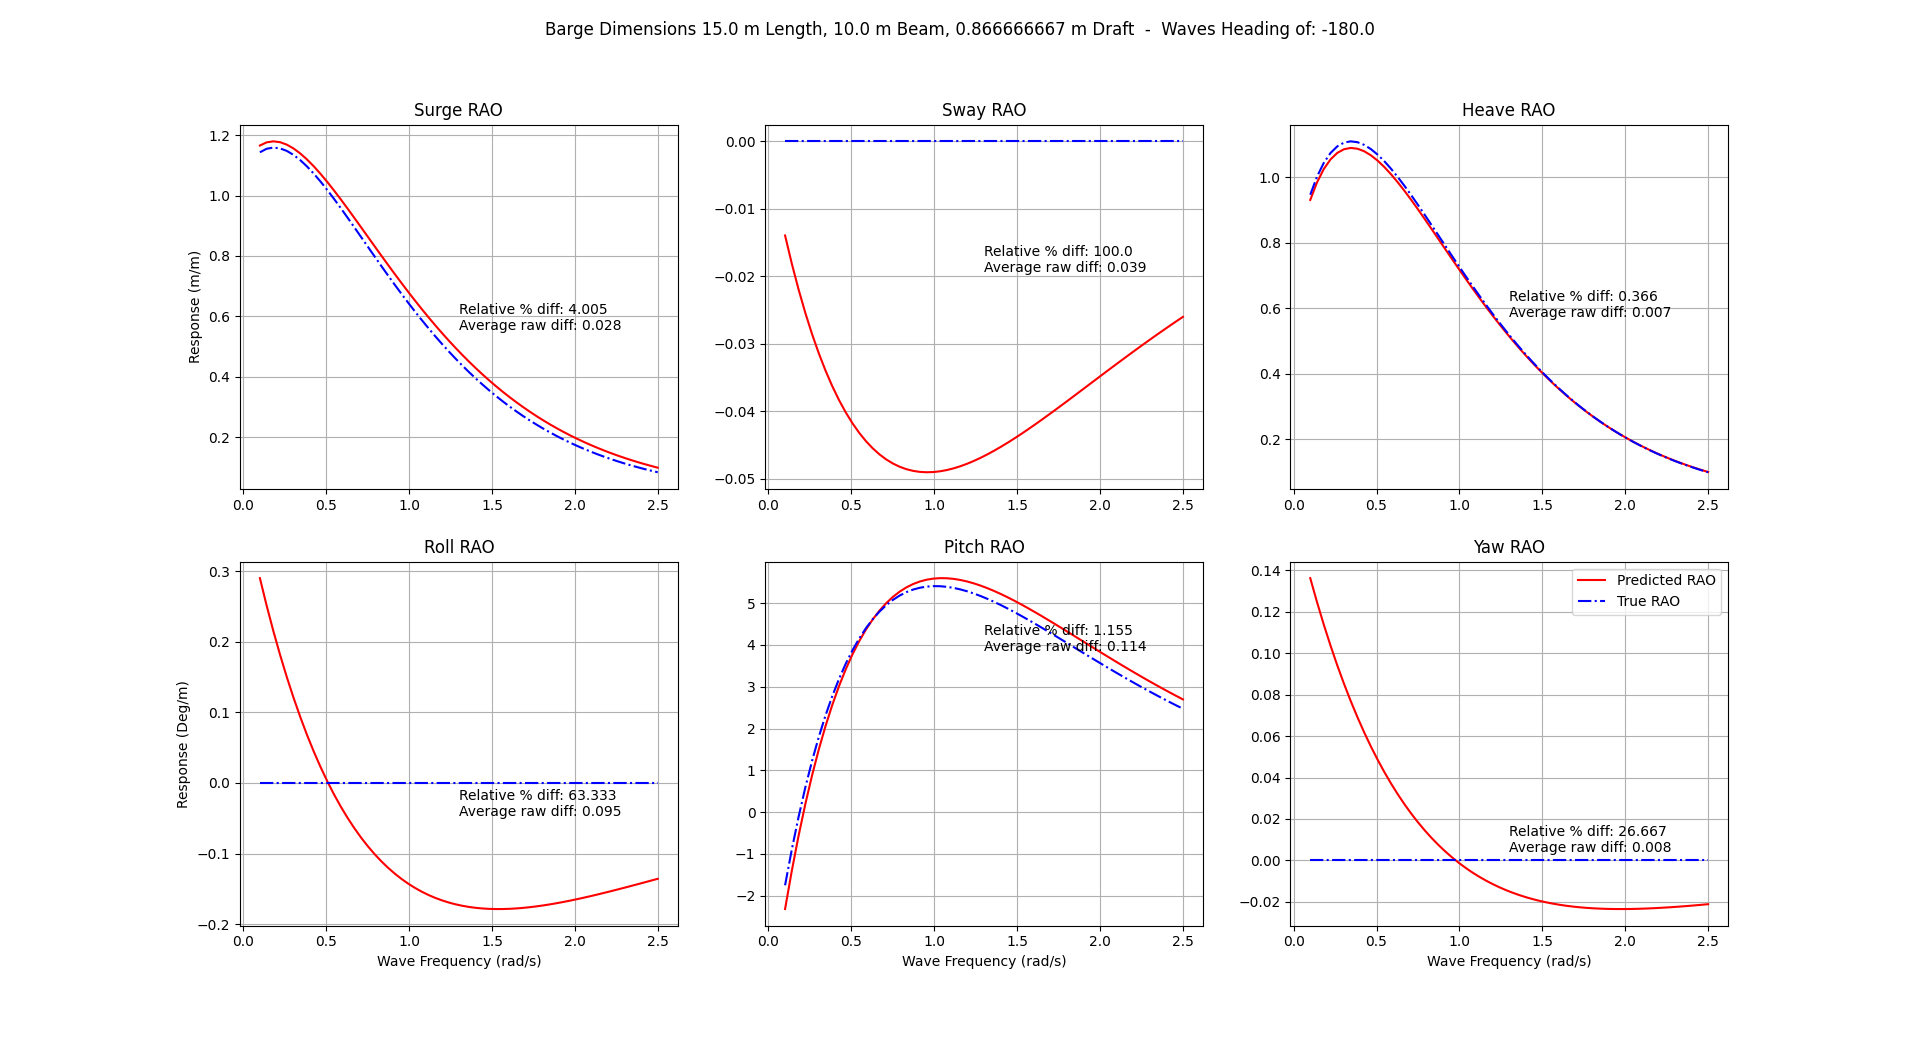 Barge Dimensions 15.0 m Length, 10.0 m Beam, 0.866666667 m Draft  -  Waves Heading of: -180.0
Surge RAO
Response (m/m)
1.2
1.0
0.8
0.6
0.4
0.2
Relative % diff: 4.005
Average raw diff: 0.028
0.0 0.5 1.0 1.5 2.0 2.5
Sway RAO
0.00
−0.01
−0.02
−0.03
−0.04
−0.05
Relative % diff: 100.0
Average raw diff: 0.039
0.0 0.5 1.0 1.5 2.0 2.5
Heave RAO
1.0
0.8
0.6
0.4
0.2
Relative % diff: 0.366
Average raw diff: 0.007
0.0 0.5 1.0 1.5 2.0 2.5
Roll RAO
Response (Deg/m)
0.3
0.2
0.1
0.0
−0.1
−0.2
Relative % diff: 63.333
Average raw diff: 0.095
0.0 0.5 1.0 1.5 2.0 2.5
Wave Frequency (rad/s)
Pitch RAO
5
4
3
2
1
0
−1
−2
Relative % diff: 1.155
Average raw diff: 0.114
0.0 0.5 1.0 1.5 2.0 2.5
Wave Frequency (rad/s)
Yaw RAO
0.14
0.12
0.10
0.08
0.06
0.04
0.02
0.00
−0.02
Predicted RAO
True RAO
Relative % diff: 26.667
Average raw diff: 0.008
0.0 0.5 1.0 1.5 2.0 2.5
Wave Frequency (rad/s)